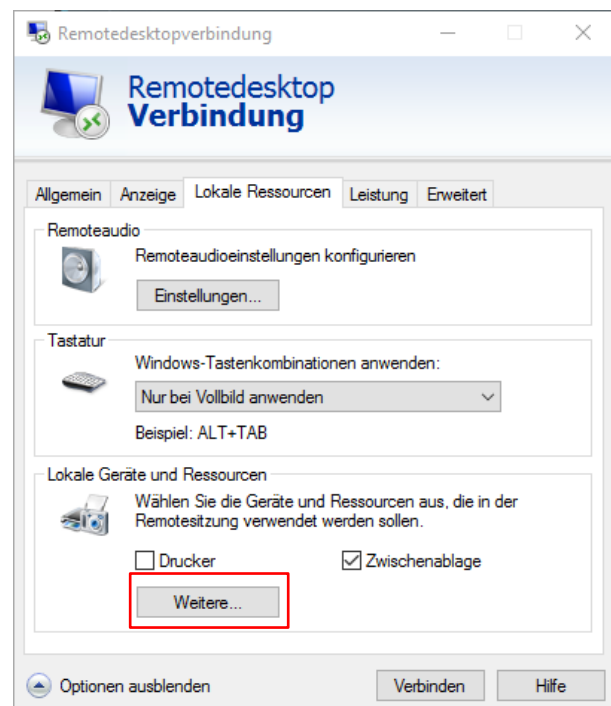 Remotedesktopverbindung
Remotedesktop
Verbindung
Allgemein Anzeige Lokale Ressourcen Leistung Erweitert
Remoteaudio
Remoteaudioeinstellungen konfigurieren
Einstellungen...
Tastatur
Windows-Tastenkombinationen anwenden:
Nur bei Vollbild anwenden
Beispiel: ALT+TAB
Lokale Geräte und Ressourcen
Wählen Sie die Geräte und Ressourcen aus, die in der
Remotesitzung verwendet werden sollen.
Drucker Zwischenablage
Weitere...
Optionen ausblenden Verbinden Hilfe